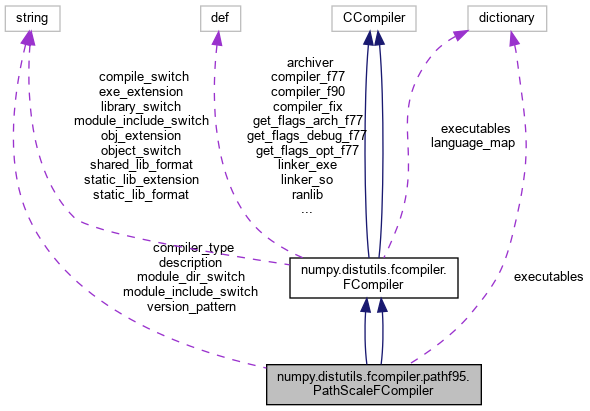 string
def
CCompiler
dictionary
compile_switch
exe_extension
library_switch
module_include_switch
obj_extension
object_switch
shared_lib_format
static_lib_extension
static_lib_format
archiver
compiler_f77
compiler_f90
compiler_fix
get_flags_arch_f77
get_flags_debug_f77
get_flags_opt_f77
linker_exe
linker_so
ranlib
...
executables
language_map
compiler_type
description
module_dir_switch
module_include_switch
version_pattern
numpy.distutils.fcompiler.
FCompiler
executables
numpy.distutils.fcompiler.pathf95.
PathScaleFCompiler